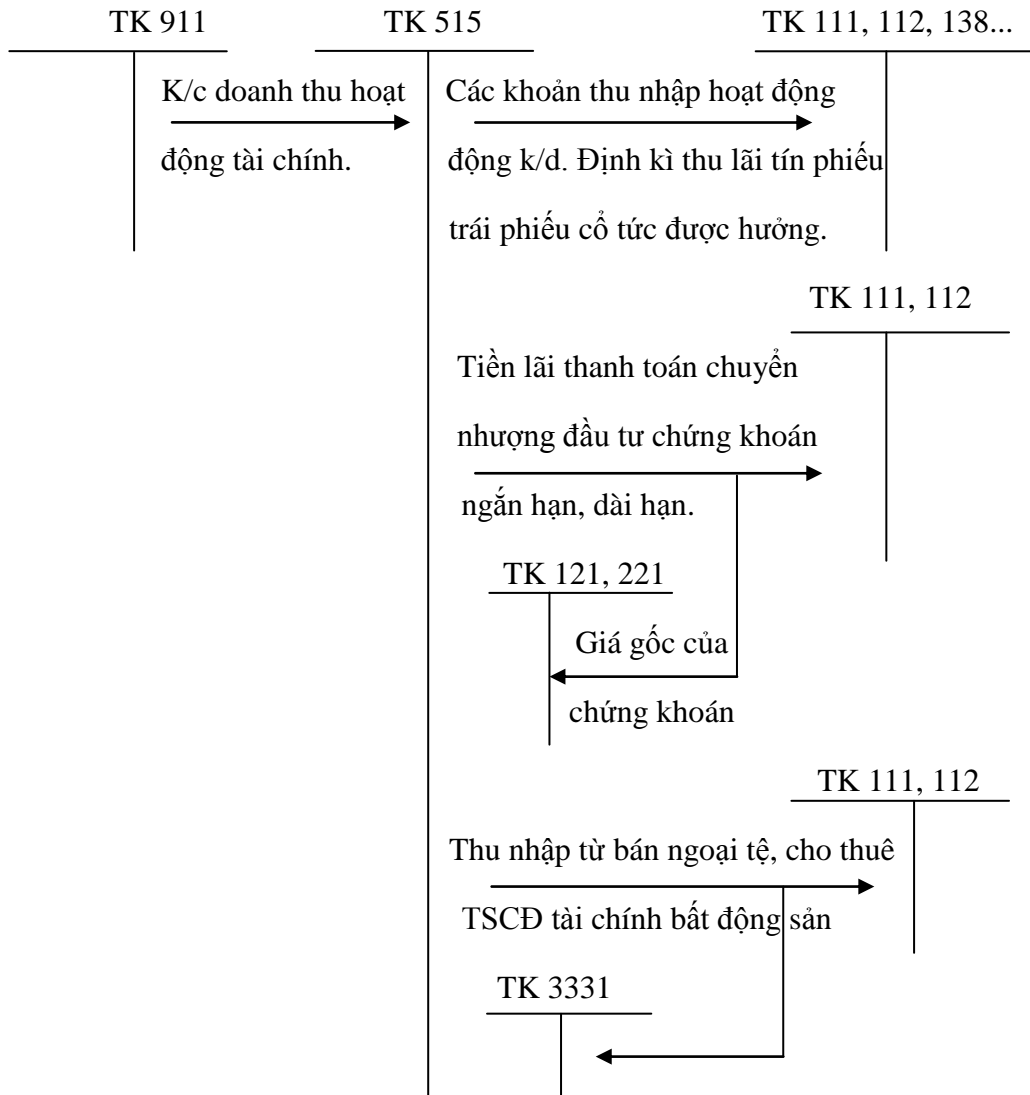 TK 911 TK 515 TK 111, 112, 138...
K/c doanh thu hoạt
động tài chính.
Các khoản thu nhập hoạt động
động k/d. Định kì thu lãi tín phiếu
trái phiếu cổ tức được hưởng.
TK 111, 112
Tiền lãi thanh toán chuyển
nhượng đầu tư chứng khoán
ngắn hạn, dài hạn.
TK 121, 221
Giá gốc của
chứng khoán
TK 111, 112
Thu nhập từ bán ngoại tệ, cho thuê
TSCĐ tài chính bất động sản
TK 3331